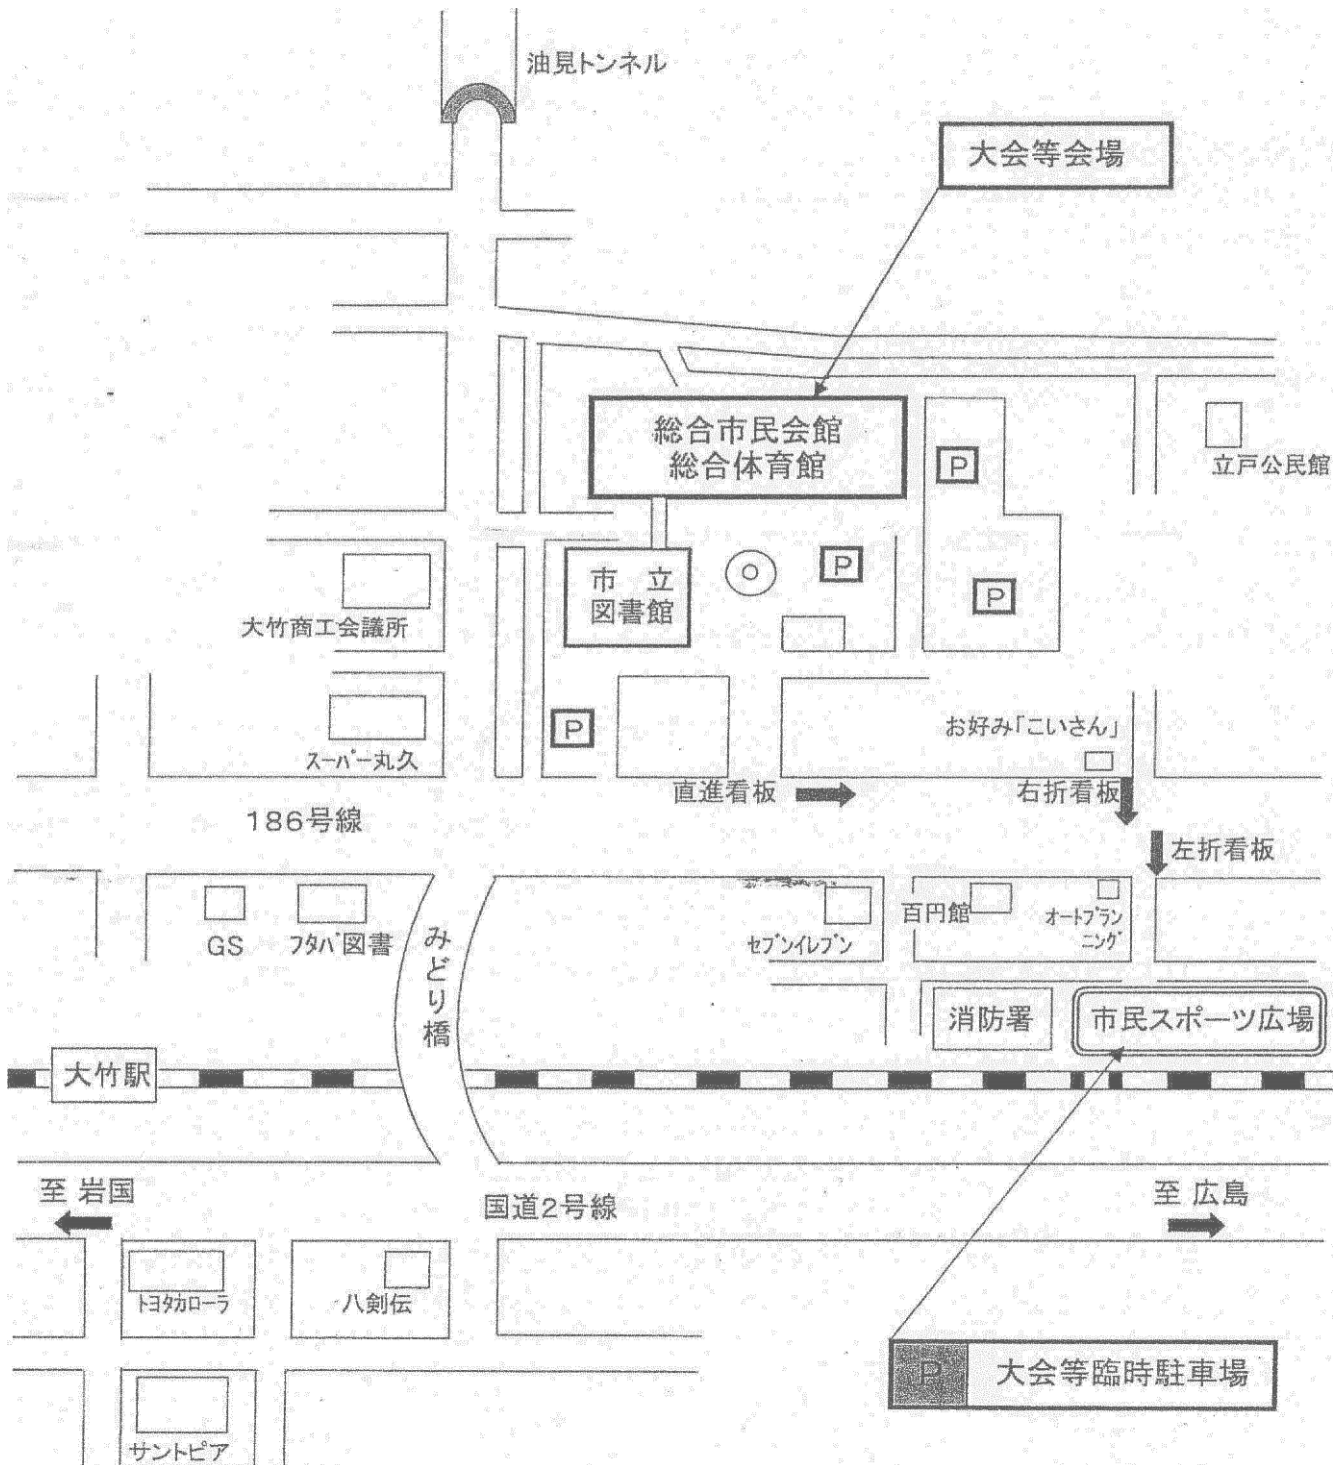 油見トンネル
大会等会場
総合市民会館
総合体育館
P
立戸公民館
市 立
図書館
P
P
大竹商工会議所
P
お好み「こいさん」
スーパー丸久
直進看板
右折看板
186号線
左折看板
GS
フタバ図書
みどり橋
セブンイレブン
百円館
オートプラン
ニング
消防署
市民スポーツ広場
大竹駅
至 岩国
国道2号線
至 広島
トヨタカローラ
八剣伝
P
大会等臨時駐車場
サントピア